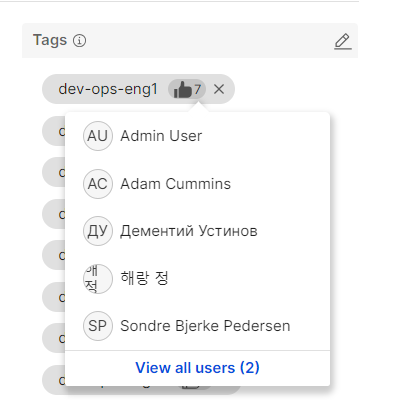 Tags
dev-ops-eng1 7
AU Admin User
AC Adam Cummins
ДУ Дементий Устинов
해정 해랑 정
SP Sondre Bjerke Pedersen
View all users (2)